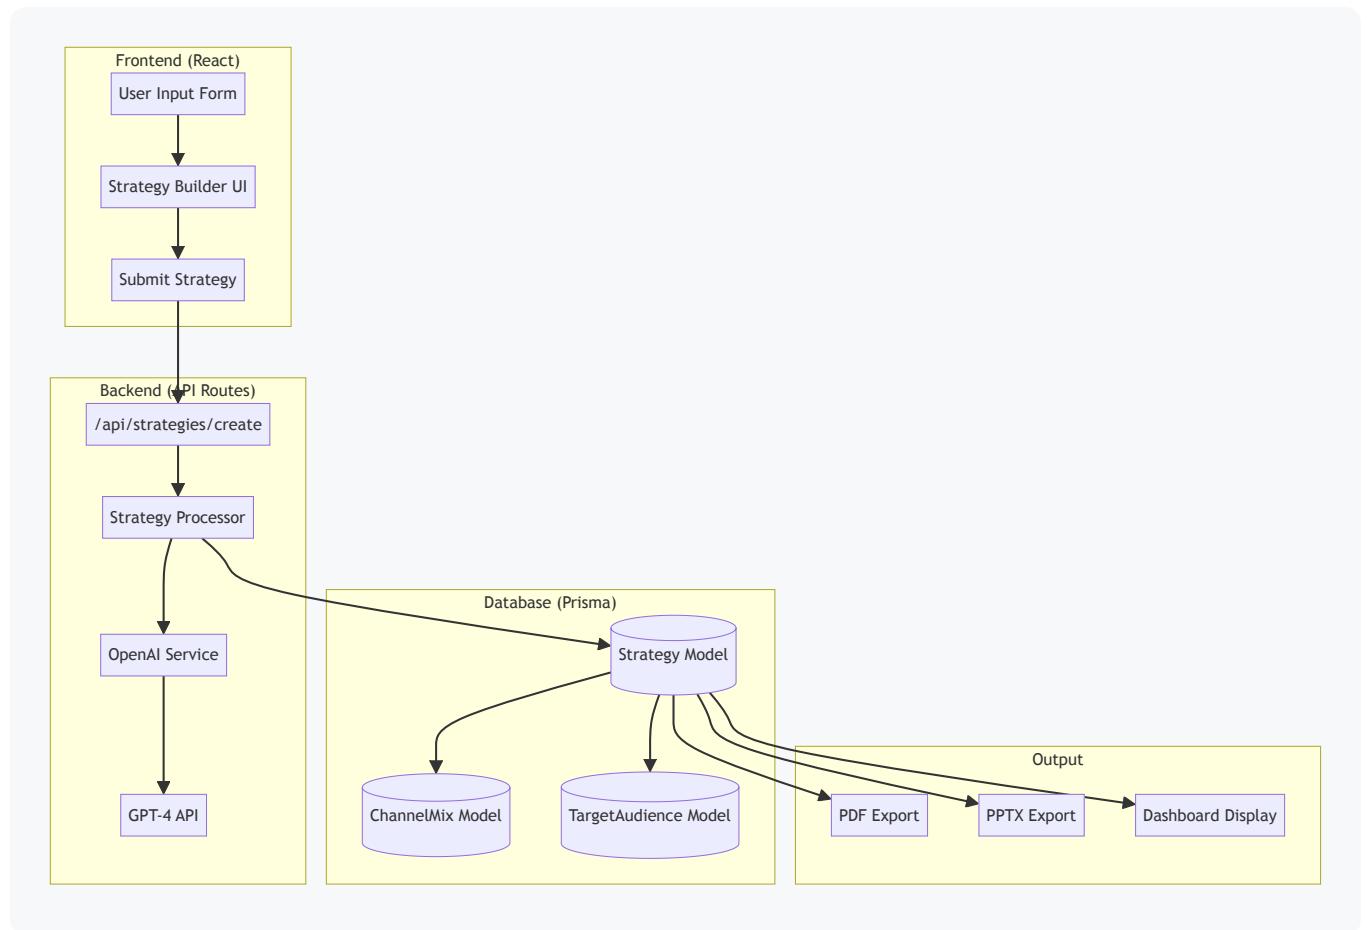 Frontend (React)
User Input Form
Strategy Builder UI
Submit Strategy
Backend (API Routes)
/api/strategies/create
Strategy Processor
OpenAI Service
GPT-4 API
Database (Prisma)
Strategy Model
ChannelMix Model
TargetAudience Model
Output
PDF Export
PPTX Export
Dashboard Display